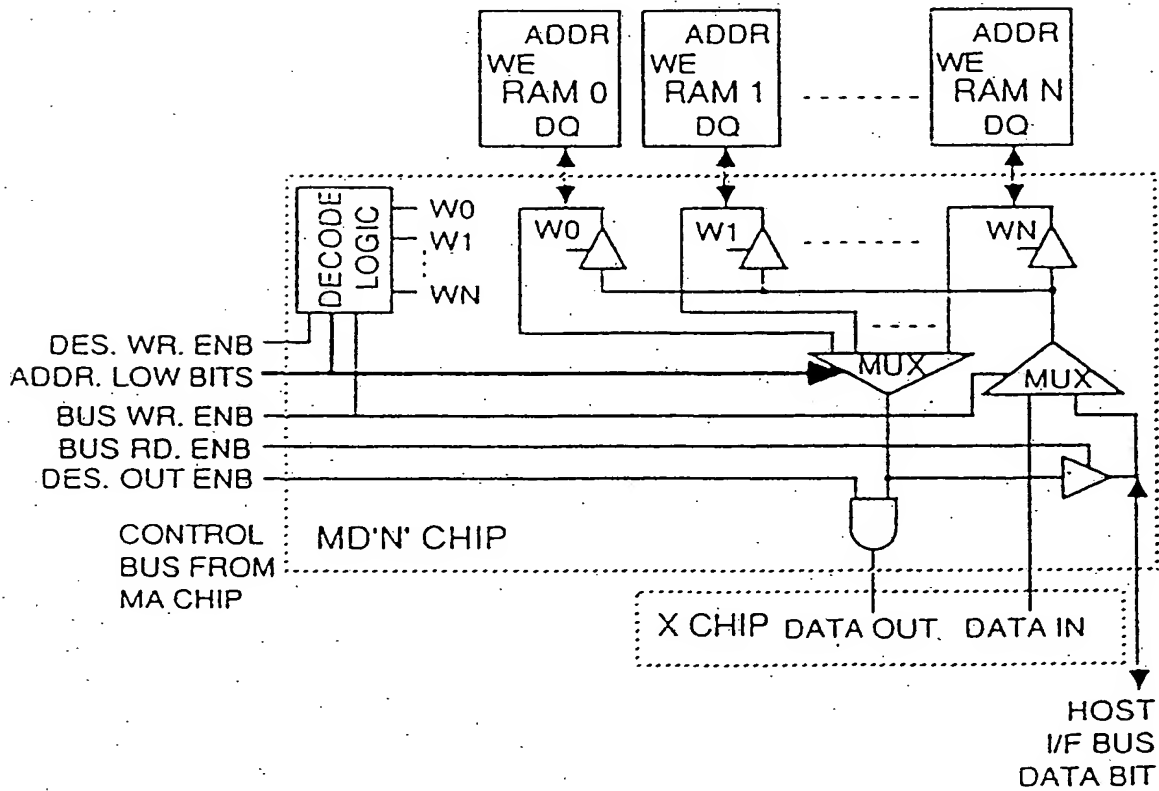 ADDR
WE
RAM 0
DQ
ADDR
WE
RAM 1
DQ
ADDR
WE
RAM N
DQ
DECODE
LOGIC
W0
W1
WN
W0
W1
WN
DES. WR. ENB
ADDR. LOW BITS
BUS WR. ENB
BUS RD. ENB
DES. OUT ENB
MUX
MUX
CONTROL
BUS FROM
MA CHIP
MD'N' CHIP
X CHIP DATA OUT DATA IN
HOST
I/F BUS
DATA BIT